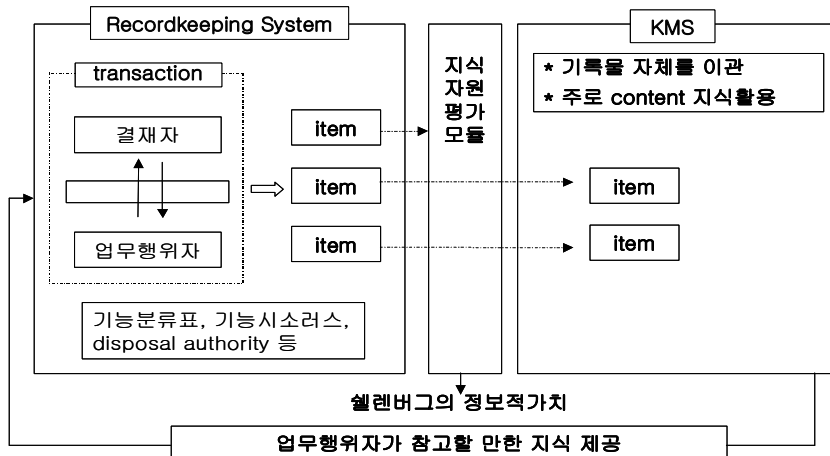 Recordkeeping System
transaction
결재자
업무행위자
item
item
item
기능분류표, 기능시소러스,
disposal authority 등
지식
자원
평가
모듈
KMS
* 기록물 자체를 이관
* 주로 content 지식활용
item
item
쉘렌버그의 정보적가치
업무행위자가 참고할 만한 지식 제공